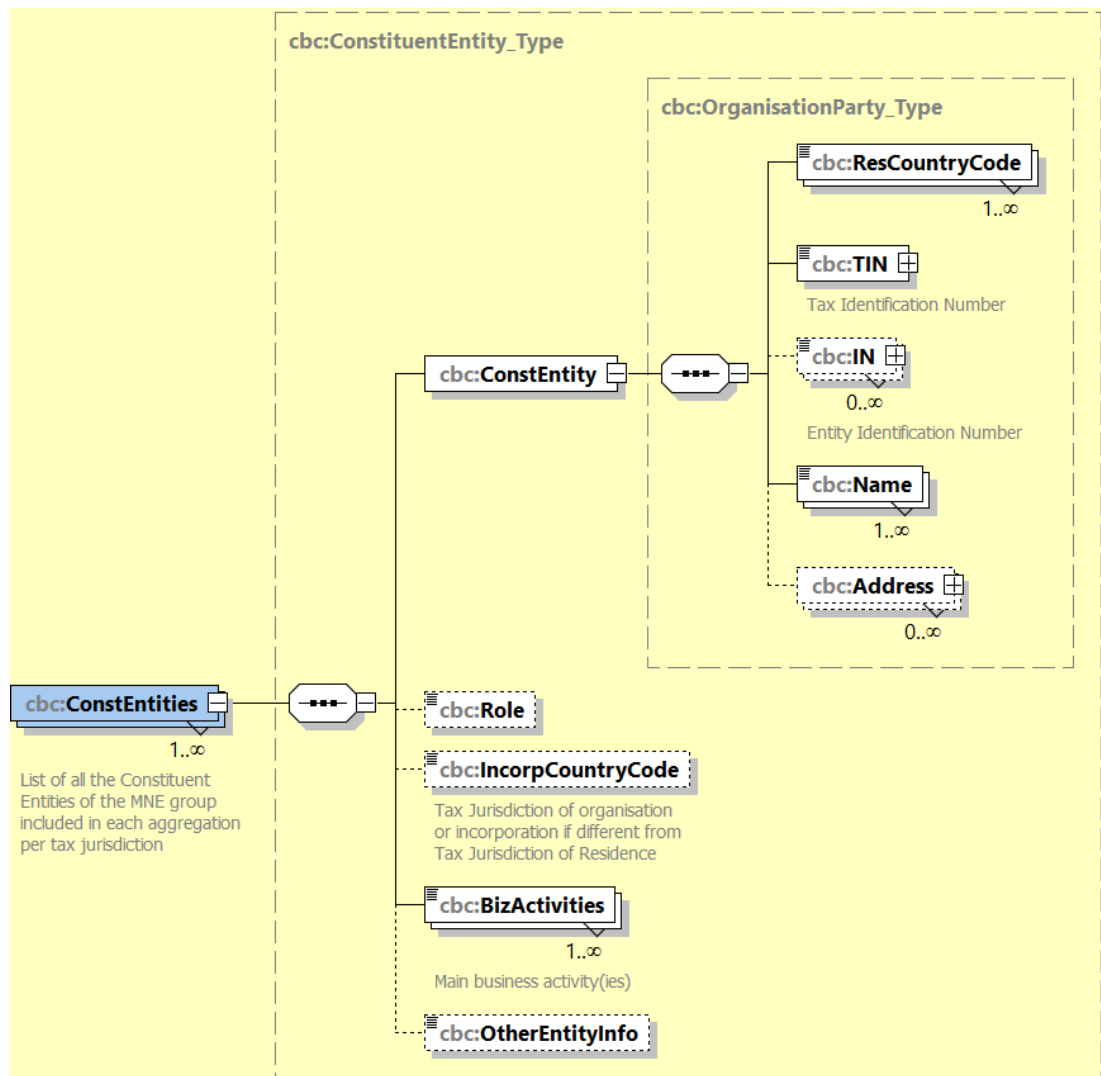 cbc:ConstituentEntity_Type
cbc:OrganisationParty_Type
cbc:ResCountryCode
1..∞
cbc:TIN
Tax Identification Number
cbc:IN
0..∞
Entity Identification Number
cbc:ConstEntity
cbc:Name
1..∞
cbc:Address
0..∞
cbc:ConstEntities
1..∞
List of all the Constituent
Entities of the MNE group
included in each aggregation
per tax jurisdiction
cbc:Role
cbc:IncorpCountryCode
Tax Jurisdiction of organisation
or incorporation if different from
Tax Jurisdiction of Residence
cbc:BizActivities
1..∞
Main business activity(ies)
cbc:OtherEntityInfo